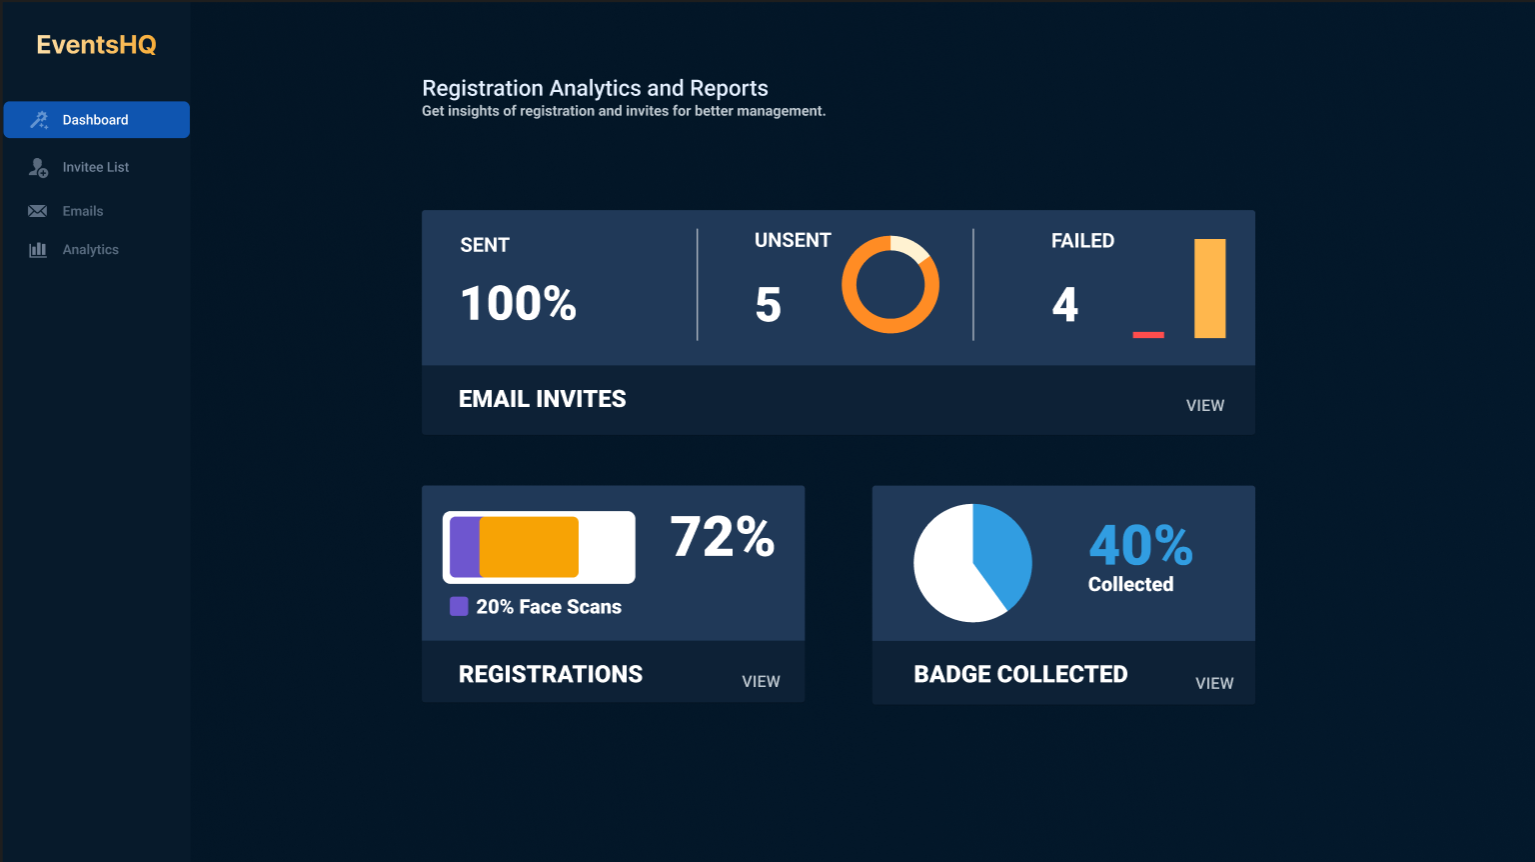 EventsHQ
Dashboard
Invitee List
Emails
Analytics
Registration Analytics and Reports
Get insights of registration and invites for better management.
SENT
100%
UNSENT
5
FAILED
4
EMAIL INVITES
VIEW
72%
20% Face Scans
REGISTRATIONS
VIEW
40%
Collected
BADGE COLLECTED
VIEW